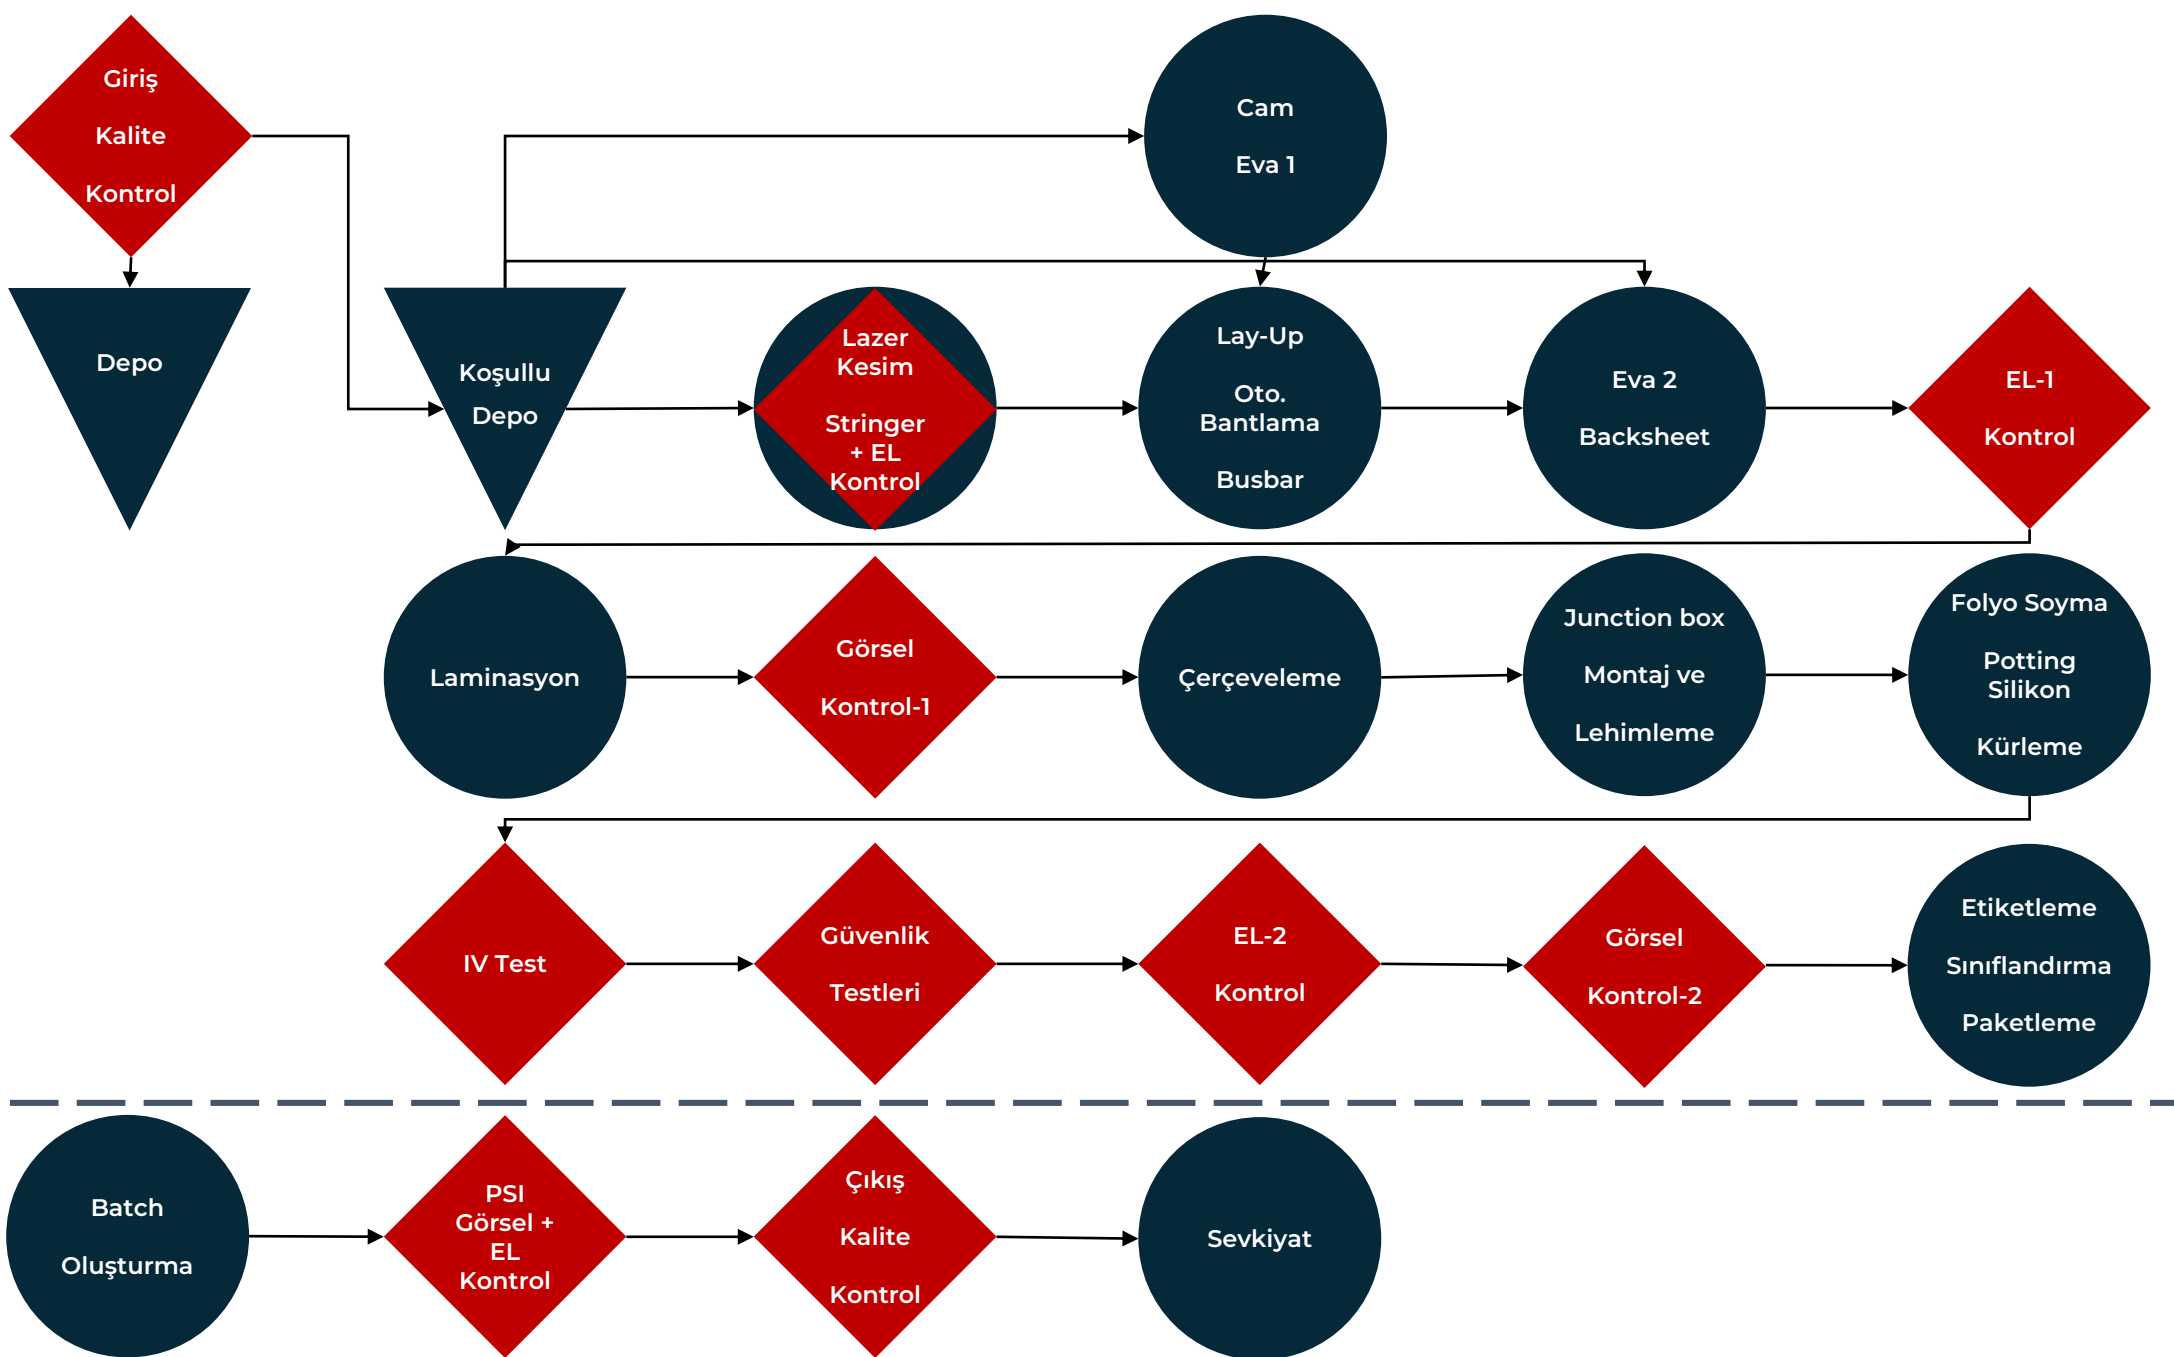 Giriş
Kalite
Kontrol
Cam
Eva 1
Depo
Koşullu
Depo
Lazer
Kesim
Stringer
+ EL
Kontrol
Lay-Up
Oto.
Bantlama
Busbar
Eva 2
Backsheet
EL-1
Kontrol
Laminasyon
Görsel
Kontrol-1
Çerçeveleme
Junction box
Montaj ve
Lehimleme
Folyo Soyma
Potting
Silikon
Kürleme
IV Test
Güvenlik
Testleri
EL-2
Kontrol
Görsel
Kontrol-2
Etiketleme
Sınıflandırma
Paketleme
Batch
Oluşturma
PSI
Görsel +
EL
Kontrol
Çıkış
Kalite
Kontrol
Sevkiyat